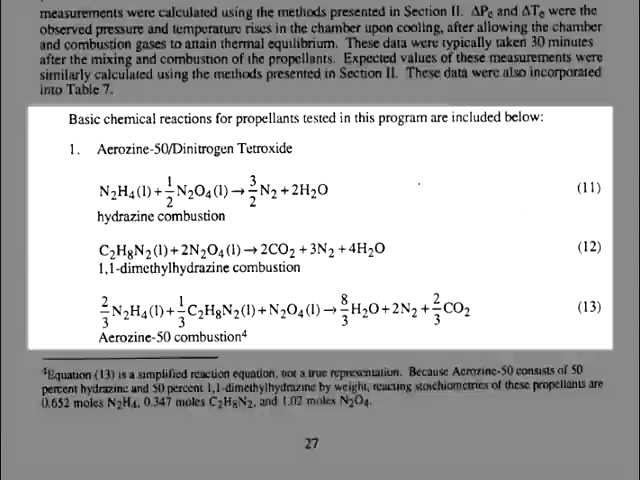 measurements were calculated using the methods presented in Section II. ΔPc and ΔTc were the
observed pressure and temperature rises in the chamber upon cooling, after allowing the chamber
and combustion gases to attain thermal equilibrium. These data were typically taken 30 minutes
after the mixing and combustion of the propellants. Expected values of these measurements were
similarly calculated using the methods presented in Section II. These data were also incorporated
into Table 7.
Basic chemical reactions for propellants tested in this program are included below:
1. Aerozine-50/Dinitrogen Tetroxide
N₂H₄(l) + 1/2 N₂O₄(l) → 3/2 N₂ + 2H₂O (11)
hydrazine combustion
C₂H₈N₂(l) + 2N₂O₄(l) → 2CO₂ + 3N₂ + 4H₂O (12)
1,1-dimethylhydrazine combustion
2/3 N₂H₄(l) + 1/3 C₂H₈N₂(l) + N₂O₄(l) → 8/3 H₂O + 2N₂ + 2/3 CO₂ (13)
Aerozine-50 combustion⁴
⁴Equation (13) is a simplified reaction equation, not a true representation. Because Aerozine-50 consists of 50
percent hydrazine and 50 percent 1,1-dimethylhydrazine by weight, reacting stoichiometries of these propellants are
0.652 moles N₂H₄, 0.347 moles C₂H₈N₂, and 1.02 moles N₂O₄.
27